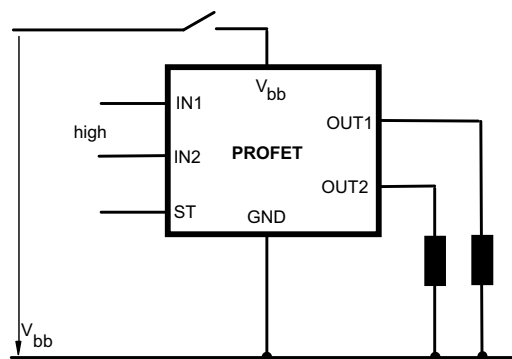 V bb
IN1
OUT1
high
PROFET
IN2
OUT2
ST
GND
V bb